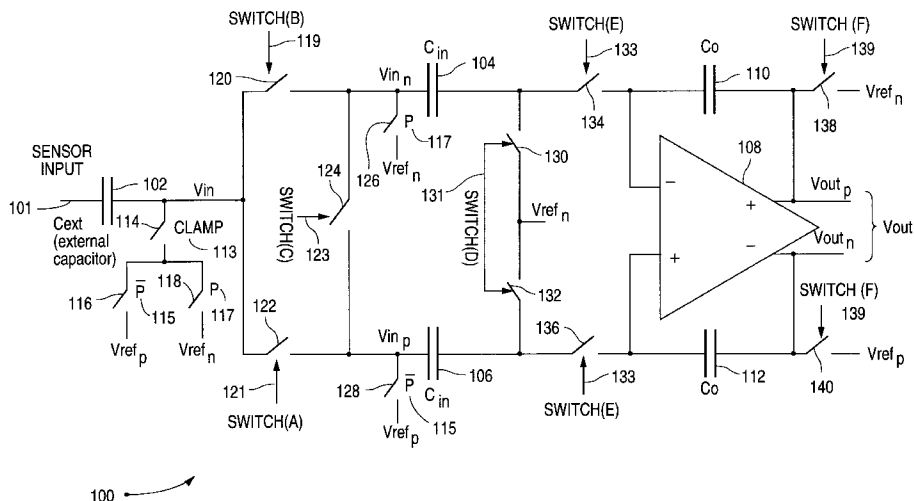 SWITCH(B)
119
120
SWITCH(E)
133
134
SWITCH (F)
139
138
Vref n
C in
104
Co
110
Vin n
P
117
126
Vref n
130
131
SWITCH(D)
Vref n
132
124
SWITCH(C)
123
SENSOR
INPUT
101
102
Vin
Cext
(external
capacitor)
114
CLAMP
113
116
P̅
115
118
P
117
Vref p
Vref n
108
−
+
+
−
Vout p
Vout n
Vout
122
121
SWITCH(A)
Vin p
128
P̅
115
Vref p
106
C in
136
133
SWITCH(E)
112
Co
SWITCH (F)
139
140
Vref p
100